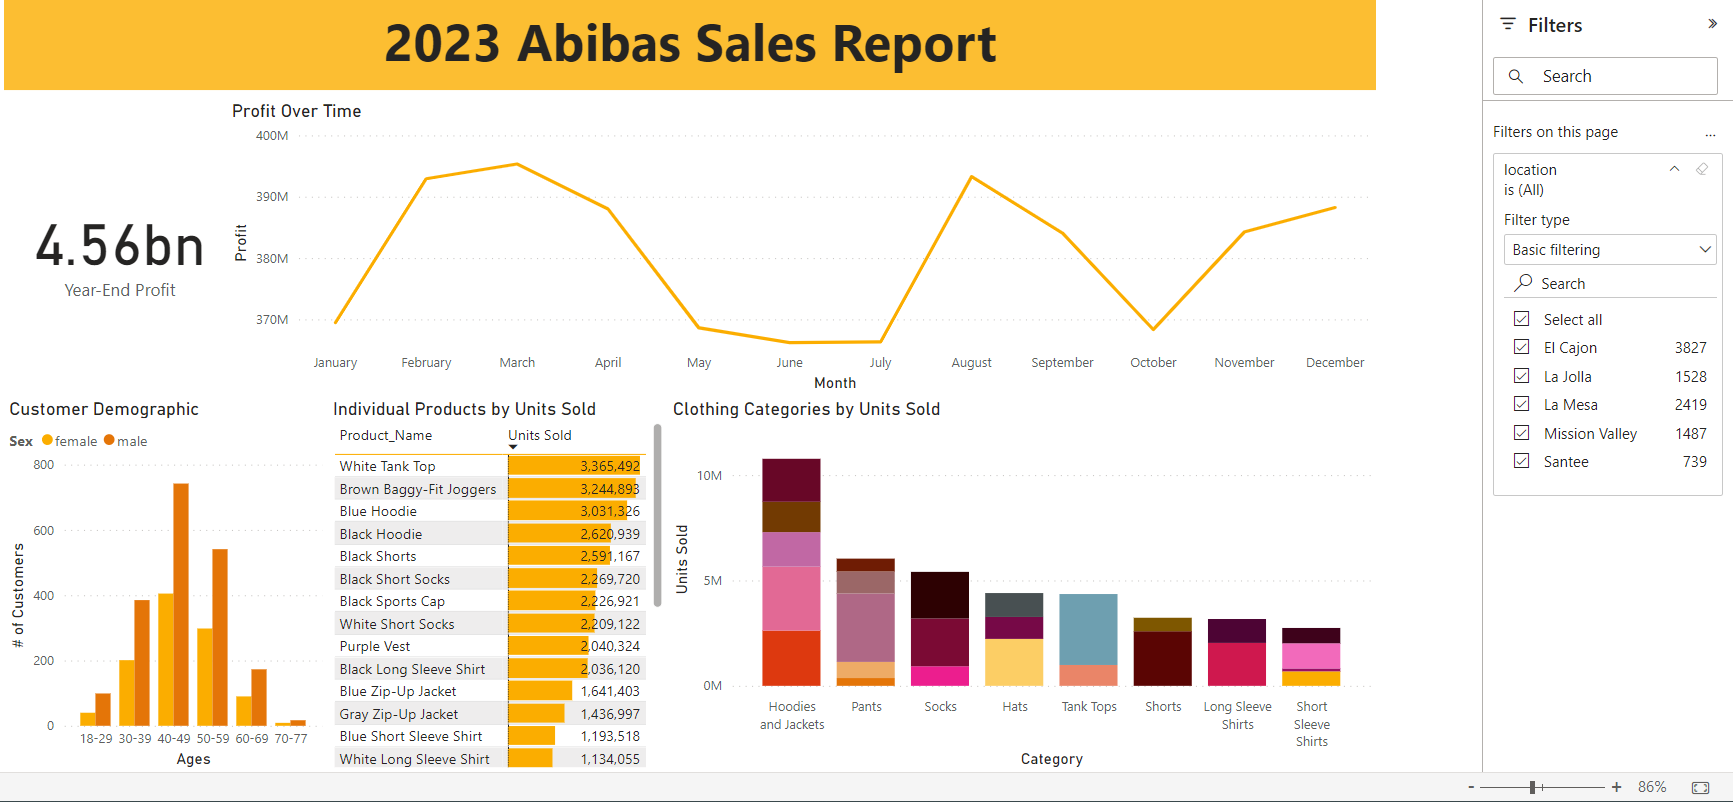 2023 Abibas Sales Report
4.56bn
Year-End Profit
Profit Over Time
Profit
400M
390M
380M
370M
January February March April May June July August September October November December
Month
Customer Demographic
Sex female male
# of Customers
800
600
400
200
0
18-29 30-39 40-49 50-59 60-69 70-77
Ages
Individual Products by Units Sold
Product_Name Units Sold
White Tank Top 3,365,492
Brown Baggy-Fit Joggers 3,244,893
Blue Hoodie 3,031,326
Black Hoodie 2,620,939
Black Shorts 2,591,167
Black Short Socks 2,269,720
Black Sports Cap 2,226,921
White Short Socks 2,209,122
Purple Vest 2,040,324
Black Long Sleeve Shirt 2,036,120
Blue Zip-Up Jacket 1,641,403
Gray Zip-Up Jacket 1,436,997
Blue Short Sleeve Shirt 1,193,518
White Long Sleeve Shirt 1,134,055
Clothing Categories by Units Sold
Units Sold
10M
5M
0M
Hoodies and Jackets
Pants
Socks
Hats
Tank Tops
Shorts
Long Sleeve Shirts
Short Sleeve Shirts
Category
Filters
Search
Filters on this page
...
location
is (All)
Filter type
Basic filtering
Search
Select all
El Cajon 3827
La Jolla 1528
La Mesa 2419
Mission Valley 1487
Santee 739
- + 86%